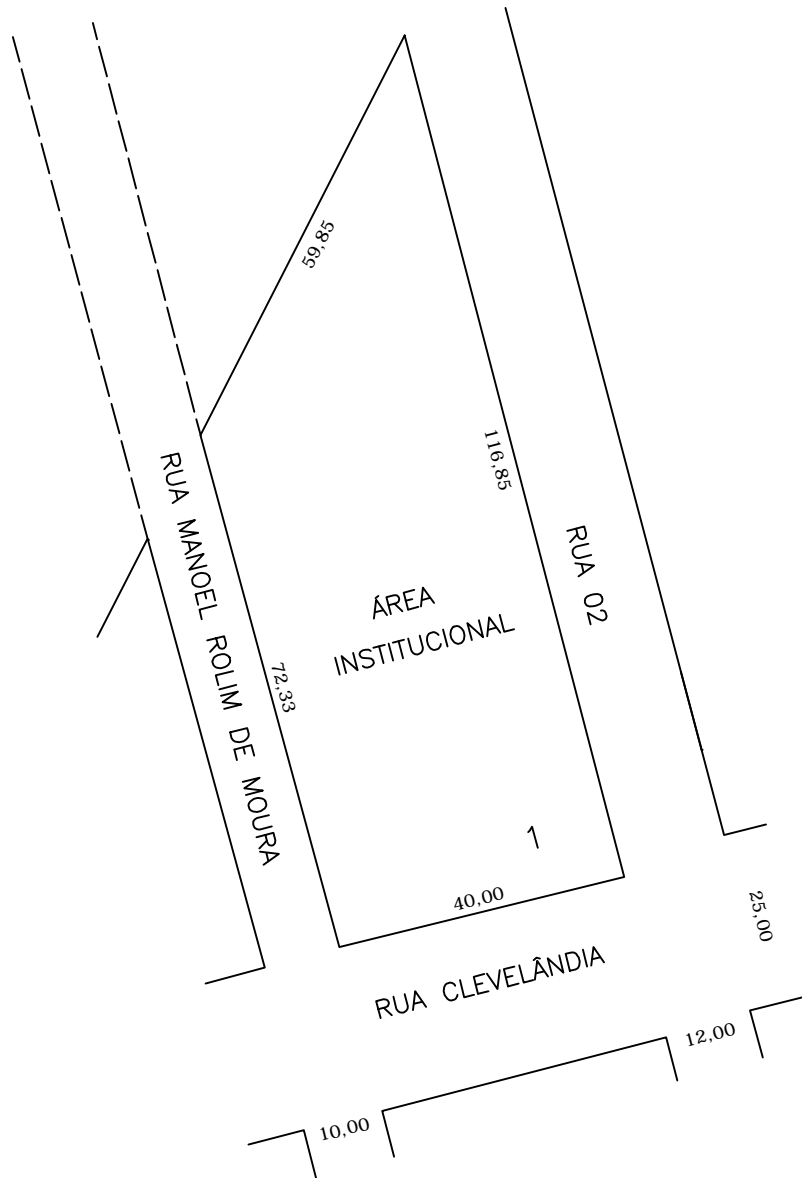 59,85
116,85
RUA MANOEL ROLIM DE MOURA
RUA 02
ÁREA
INSTITUCIONAL
72,33
1
40,00
25,00
RUA CLEVELÂNDIA
12,00
10,00